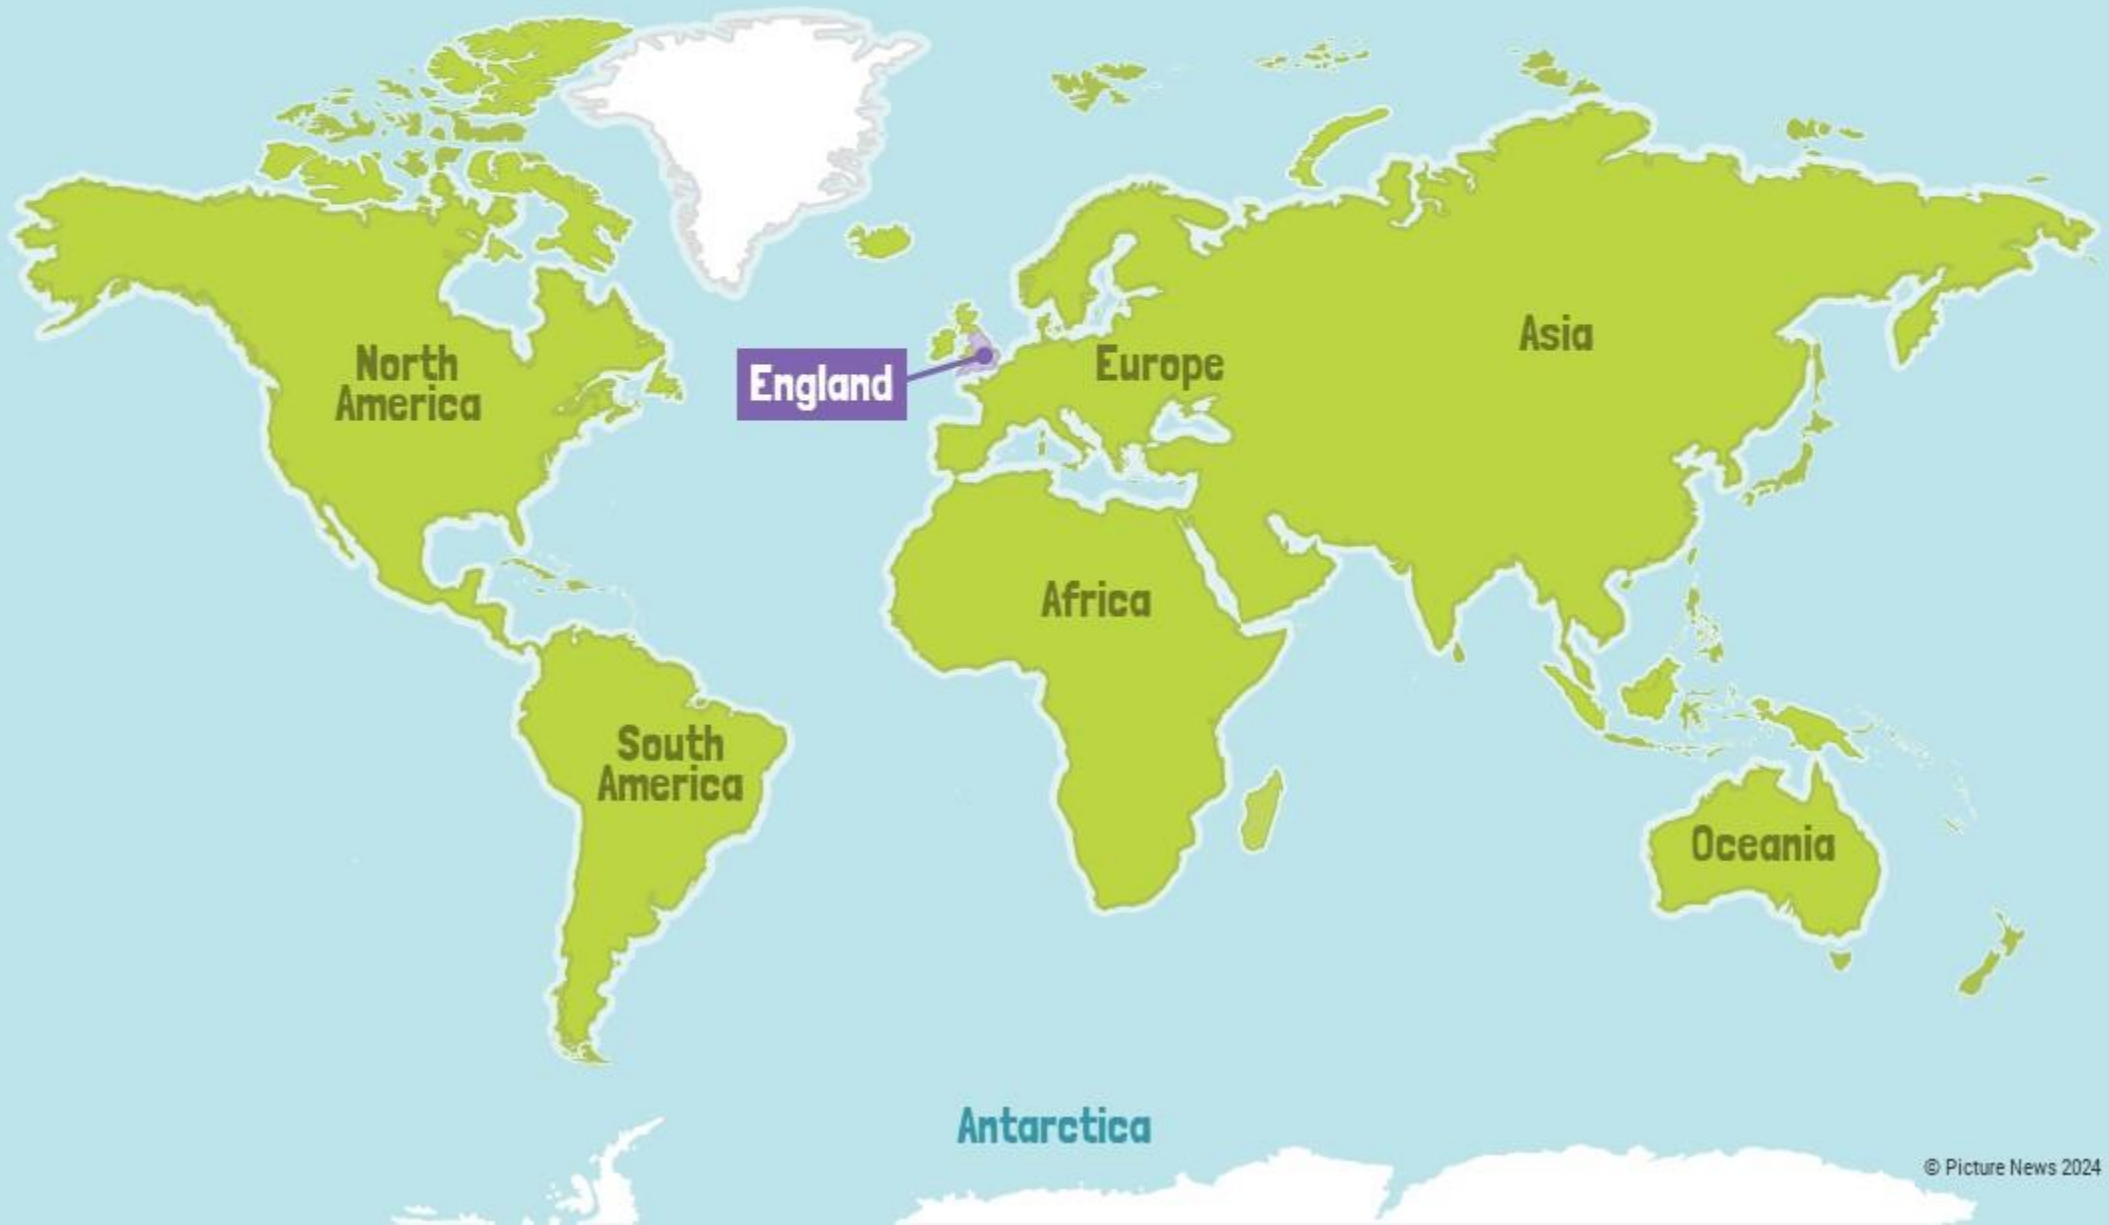 North
America
England
Europe
Asia
Africa
South
America
Oceania
Antarctica
© Picture News 2024